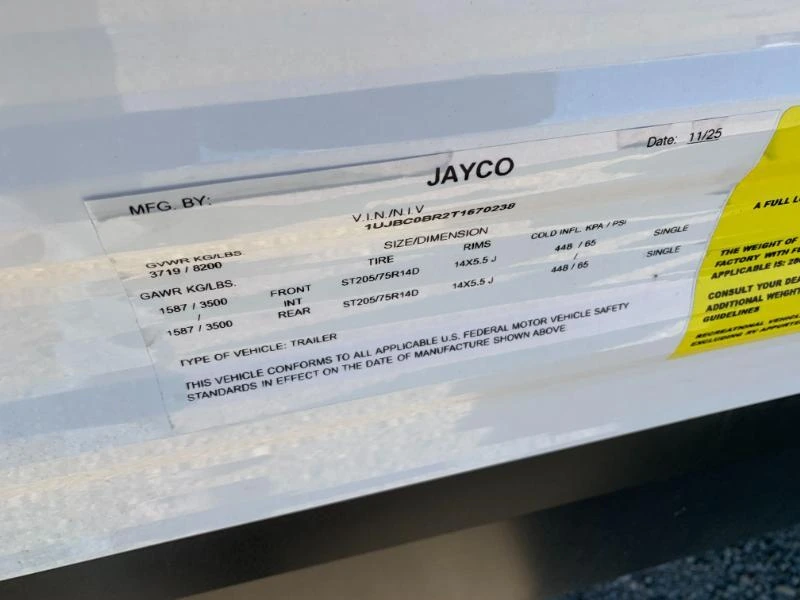 MFG. BY: JAYCO Date: 11/25
V.I.N./N.I.V
1UJBC0BR2T1670239
GVWR KG/LBS. SIZE/DIMENSION
3719 / 8200 TIRE RIMS COLD INFL. KPA / PSI SINGLE
GAWR KG/LBS.
1587 / 3500 FRONT ST205/75R14D 14X5.5 J 448 / 65 SINGLE
/ INT /
1587 / 3500 REAR ST205/75R14D 14X5.5 J 448 / 65
TYPE OF VEHICLE: TRAILER
THIS VEHICLE CONFORMS TO ALL APPLICABLE U.S. FEDERAL MOTOR VEHICLE SAFETY
STANDARDS IN EFFECT ON THE DATE OF MANUFACTURE SHOWN ABOVE
A FULL
THE WEIGHT OF
FACTORY WITH
APPLICABLE IS:
CONSULT YOUR
ADDITIONAL
GUIDELINES
RECREATIONAL
EXCLUDING